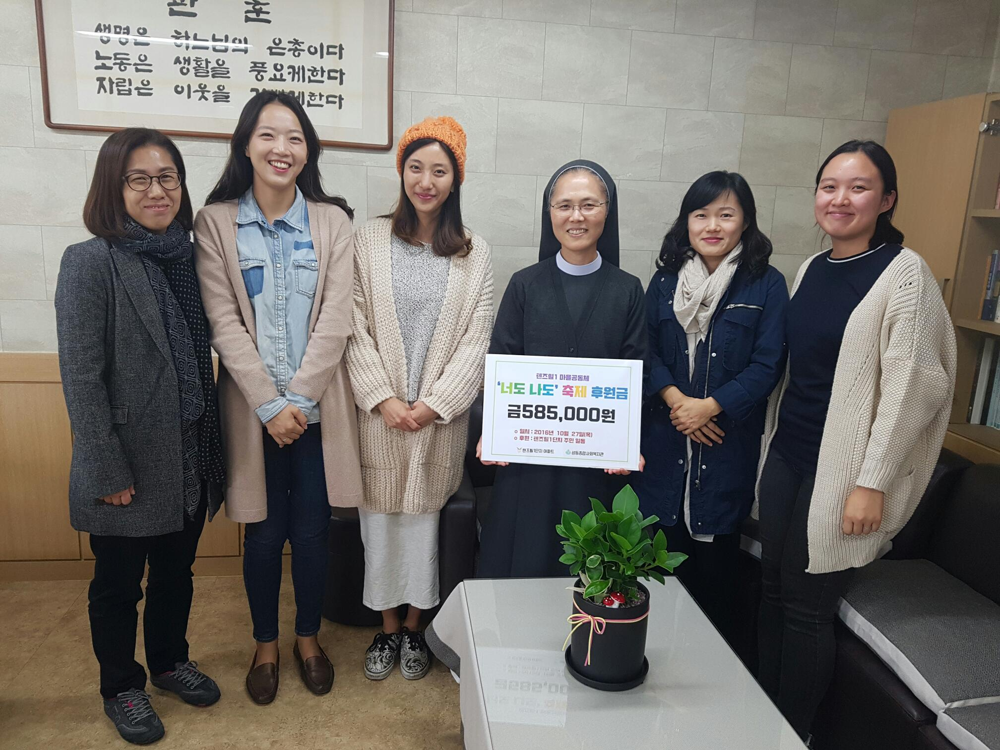 관 훈
생명은 하느님의 은총이다
노동은 생활을 풍요케한다
자립은 이웃을 한다
텐즈힐1 마을공동체
'너도 나도' 축제 후원금
금585,000원
일시 : 2016년 10월 27일(목)
후원 : 텐즈힐1단지 주민 일동
텐즈힐1단지 아파트 성동종합사회복지관